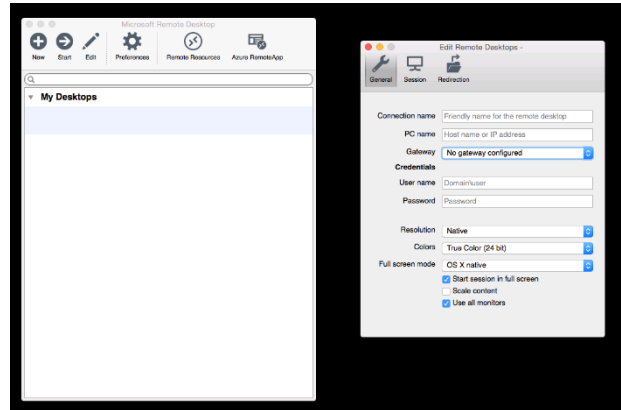 Microsoft Remote Desktop
New Start Edit Preferences Remote Resources Azure RemoteApp
My Desktops
Edit Remote Desktops -
General Session Redirection
Connection name Friendly name for the remote desktop
PC name Host name or IP address
Gateway No gateway configured
Credentials
User name Domain\user
Password Password
Resolution Native
Colors True Color (24 bit)
Full screen mode OS X native
Start session in full screen
Scale content
Use all monitors